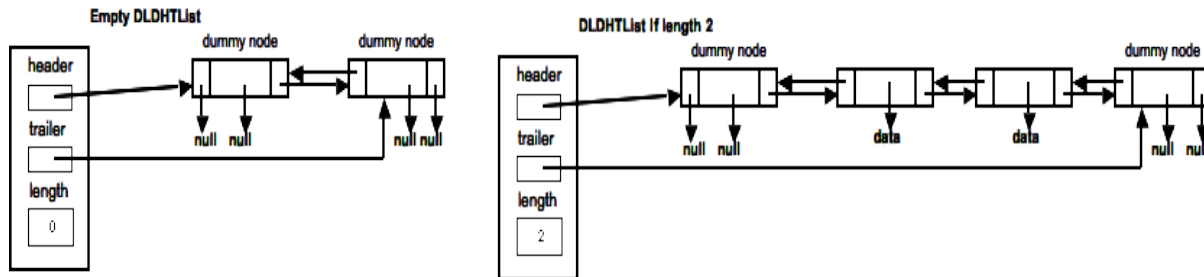 Empty DLDHTList
dummy node
dummy node
header
trailer
length
0
null
null
null
null
DLDHTList If length 2
dummy node
dummy node
header
trailer
length
2
null
null
data
data
null